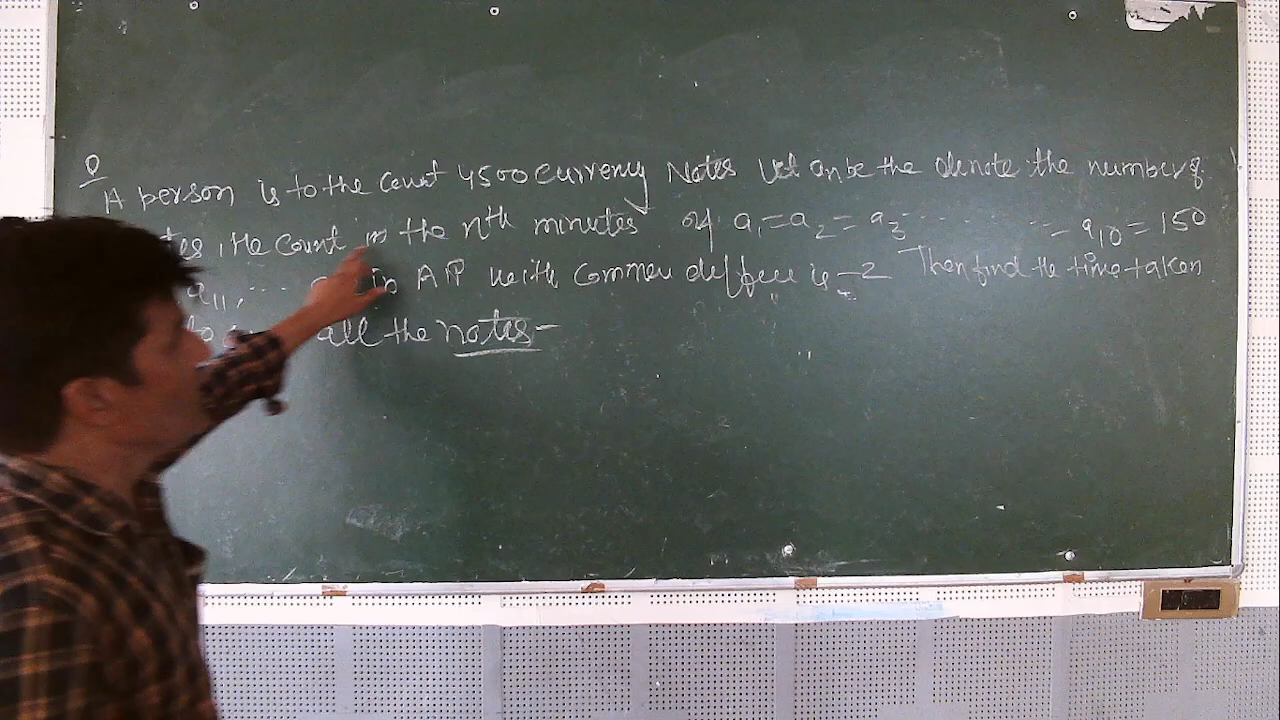 Q
A person is to the Count 4500 Currency Notes Let an be the denote the number of
tes, He Count in the nth minutes of a1 = a2 = a3 ........ = a10 = 150
a11, .... in AP with Common diffrence is -2 Then find the time taken
to all the notes-